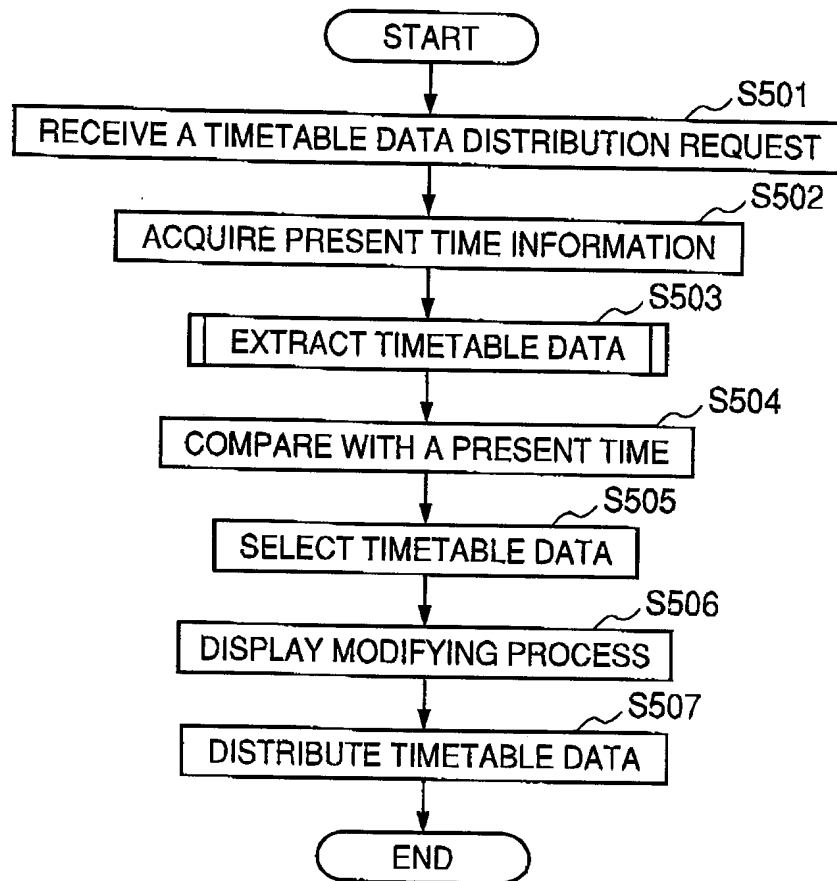 START
S501
RECEIVE A TIMETABLE DATA DISTRIBUTION REQUEST
S502
ACQUIRE PRESENT TIME INFORMATION
S503
EXTRACT TIMETABLE DATA
S504
COMPARE WITH A PRESENT TIME
S505
SELECT TIMETABLE DATA
S506
DISPLAY MODIFYING PROCESS
S507
DISTRIBUTE TIMETABLE DATA
END